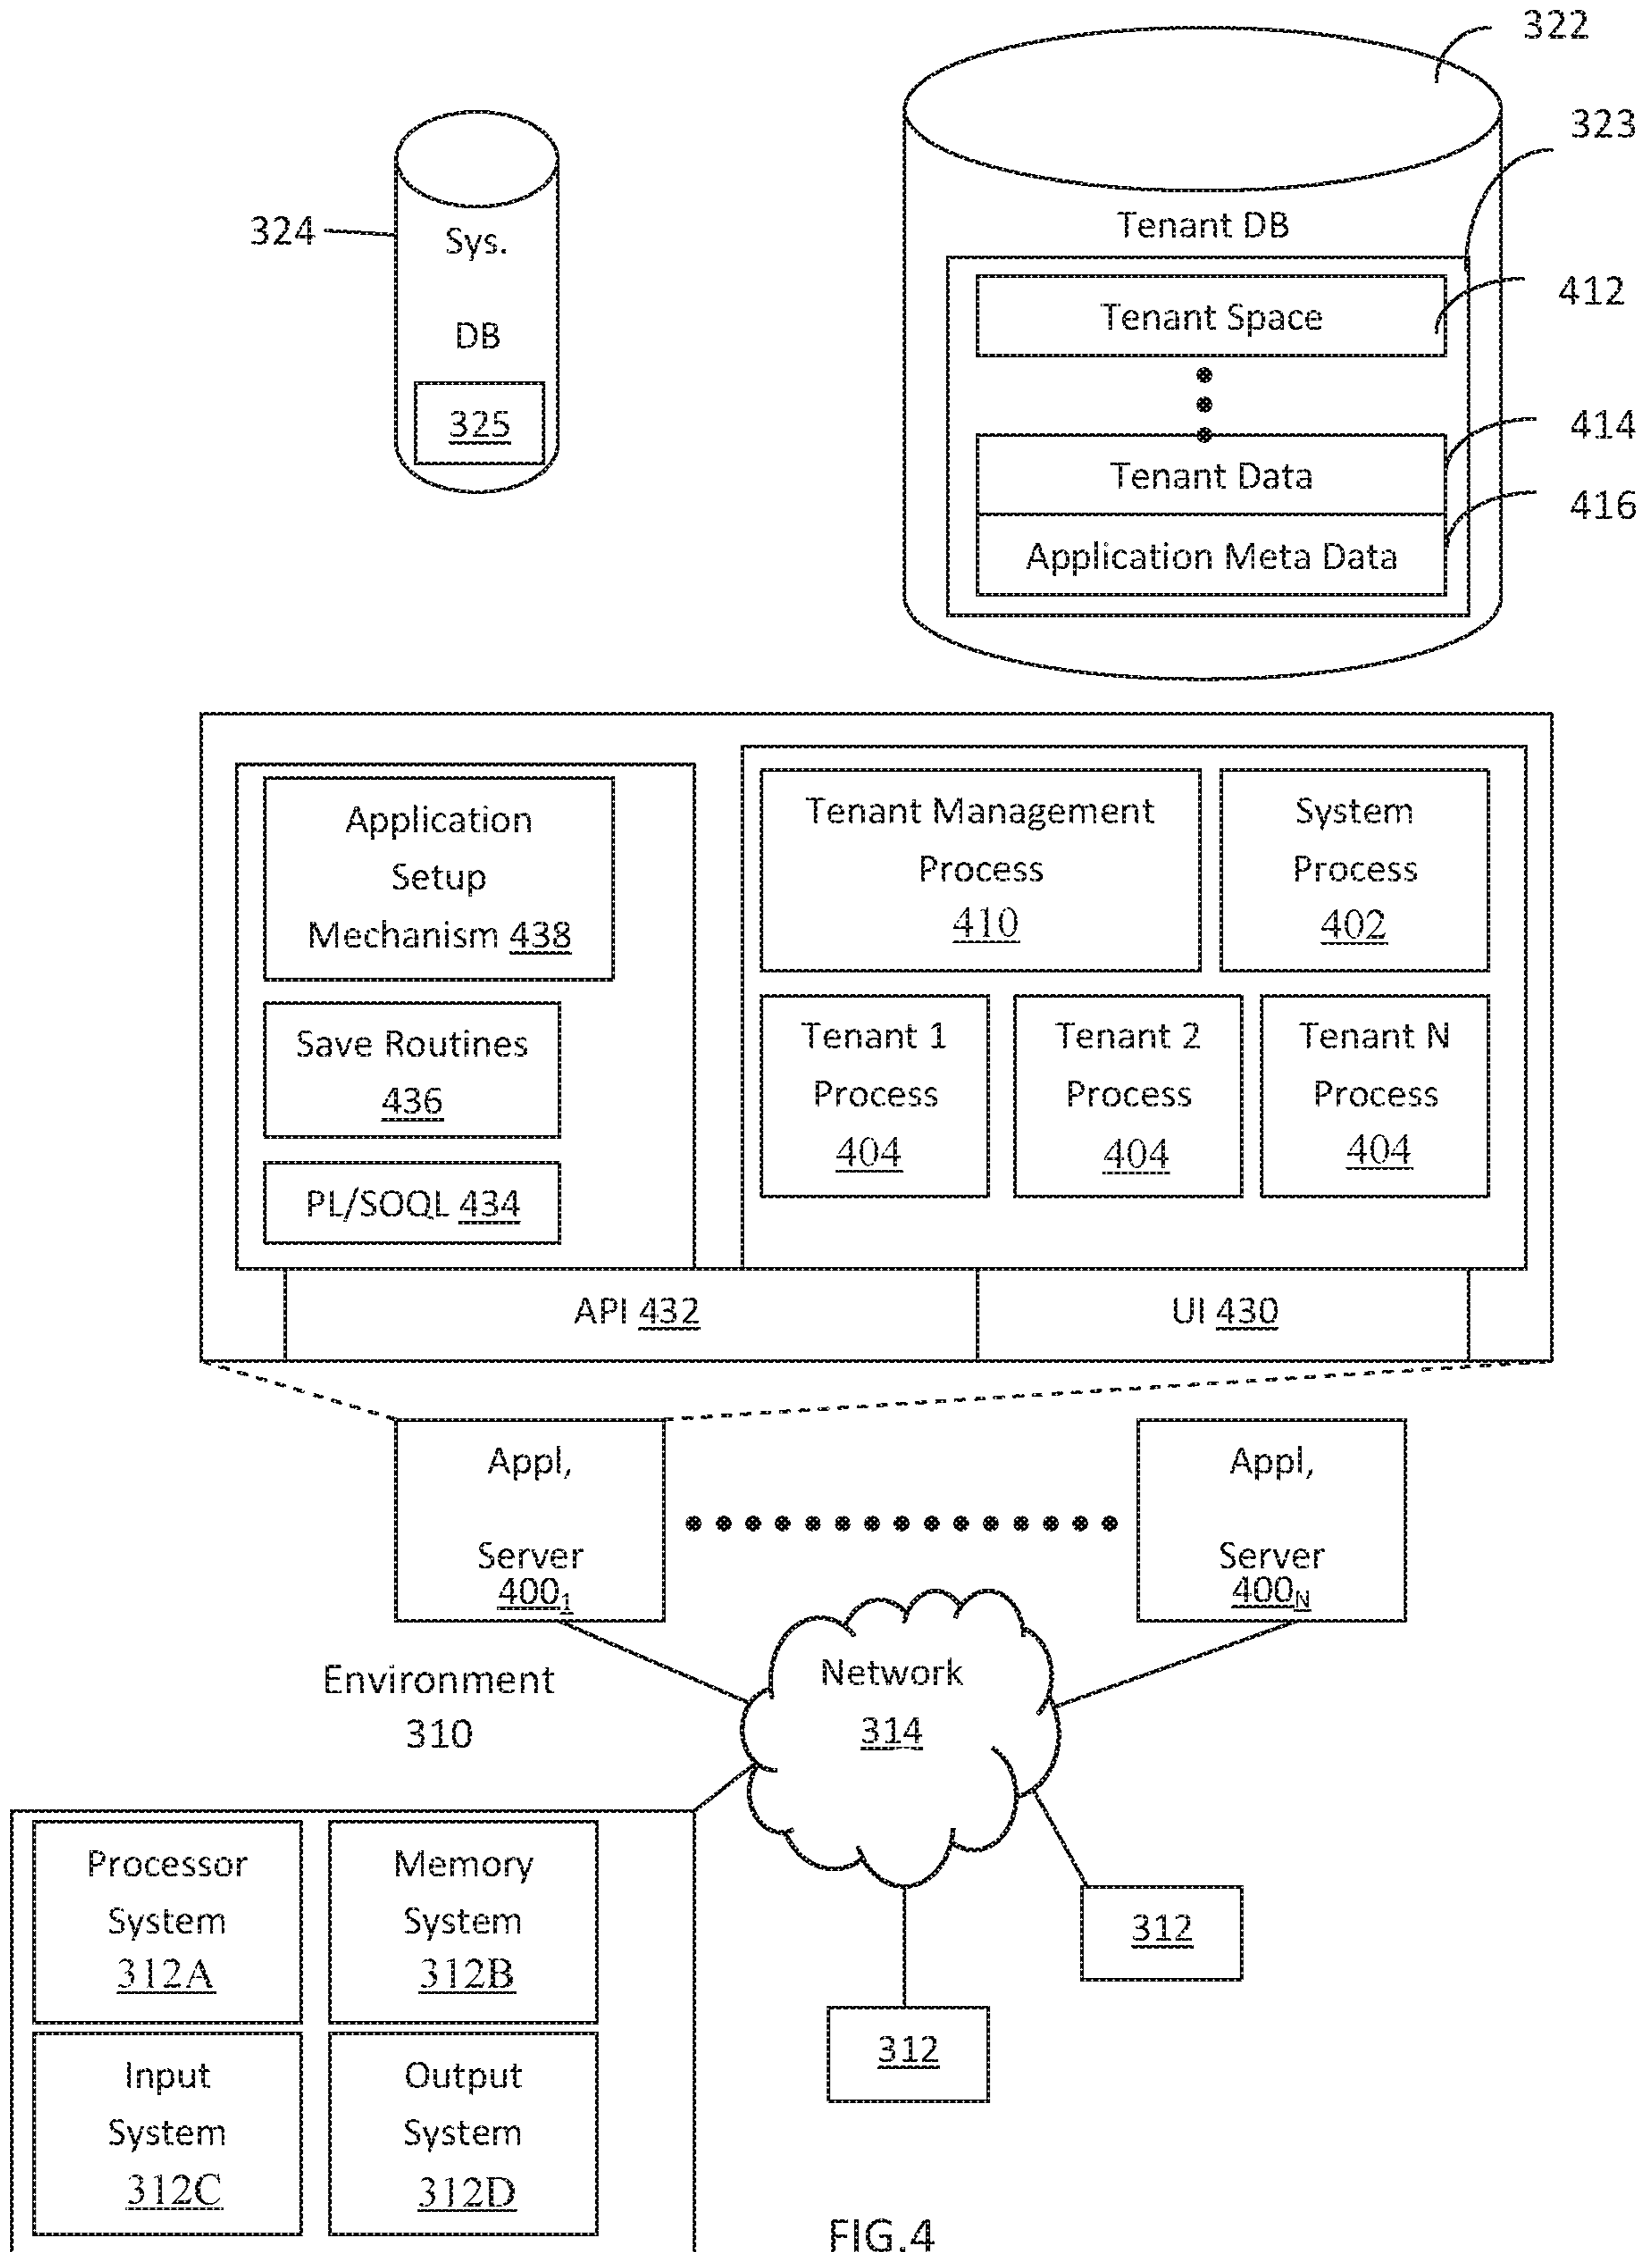 322
323
324
Sys.
DB
325
Tenant DB
Tenant Space
412
414
Tenant Data
416
Application Meta Data
Application
Setup
Mechanism 438
Save Routines
436
PL/SOQL 434
Tenant Management
Process
410
System
Process
402
Tenant 1
Process
404
Tenant 2
Process
404
Tenant N
Process
404
API 432
UI 430
Appl,
Server
400₁
Appl,
Server
400N
Environment
310
Network
314
Processor
System
312A
Memory
System
312B
Input
System
312C
Output
System
312D
312
312
FIG.4